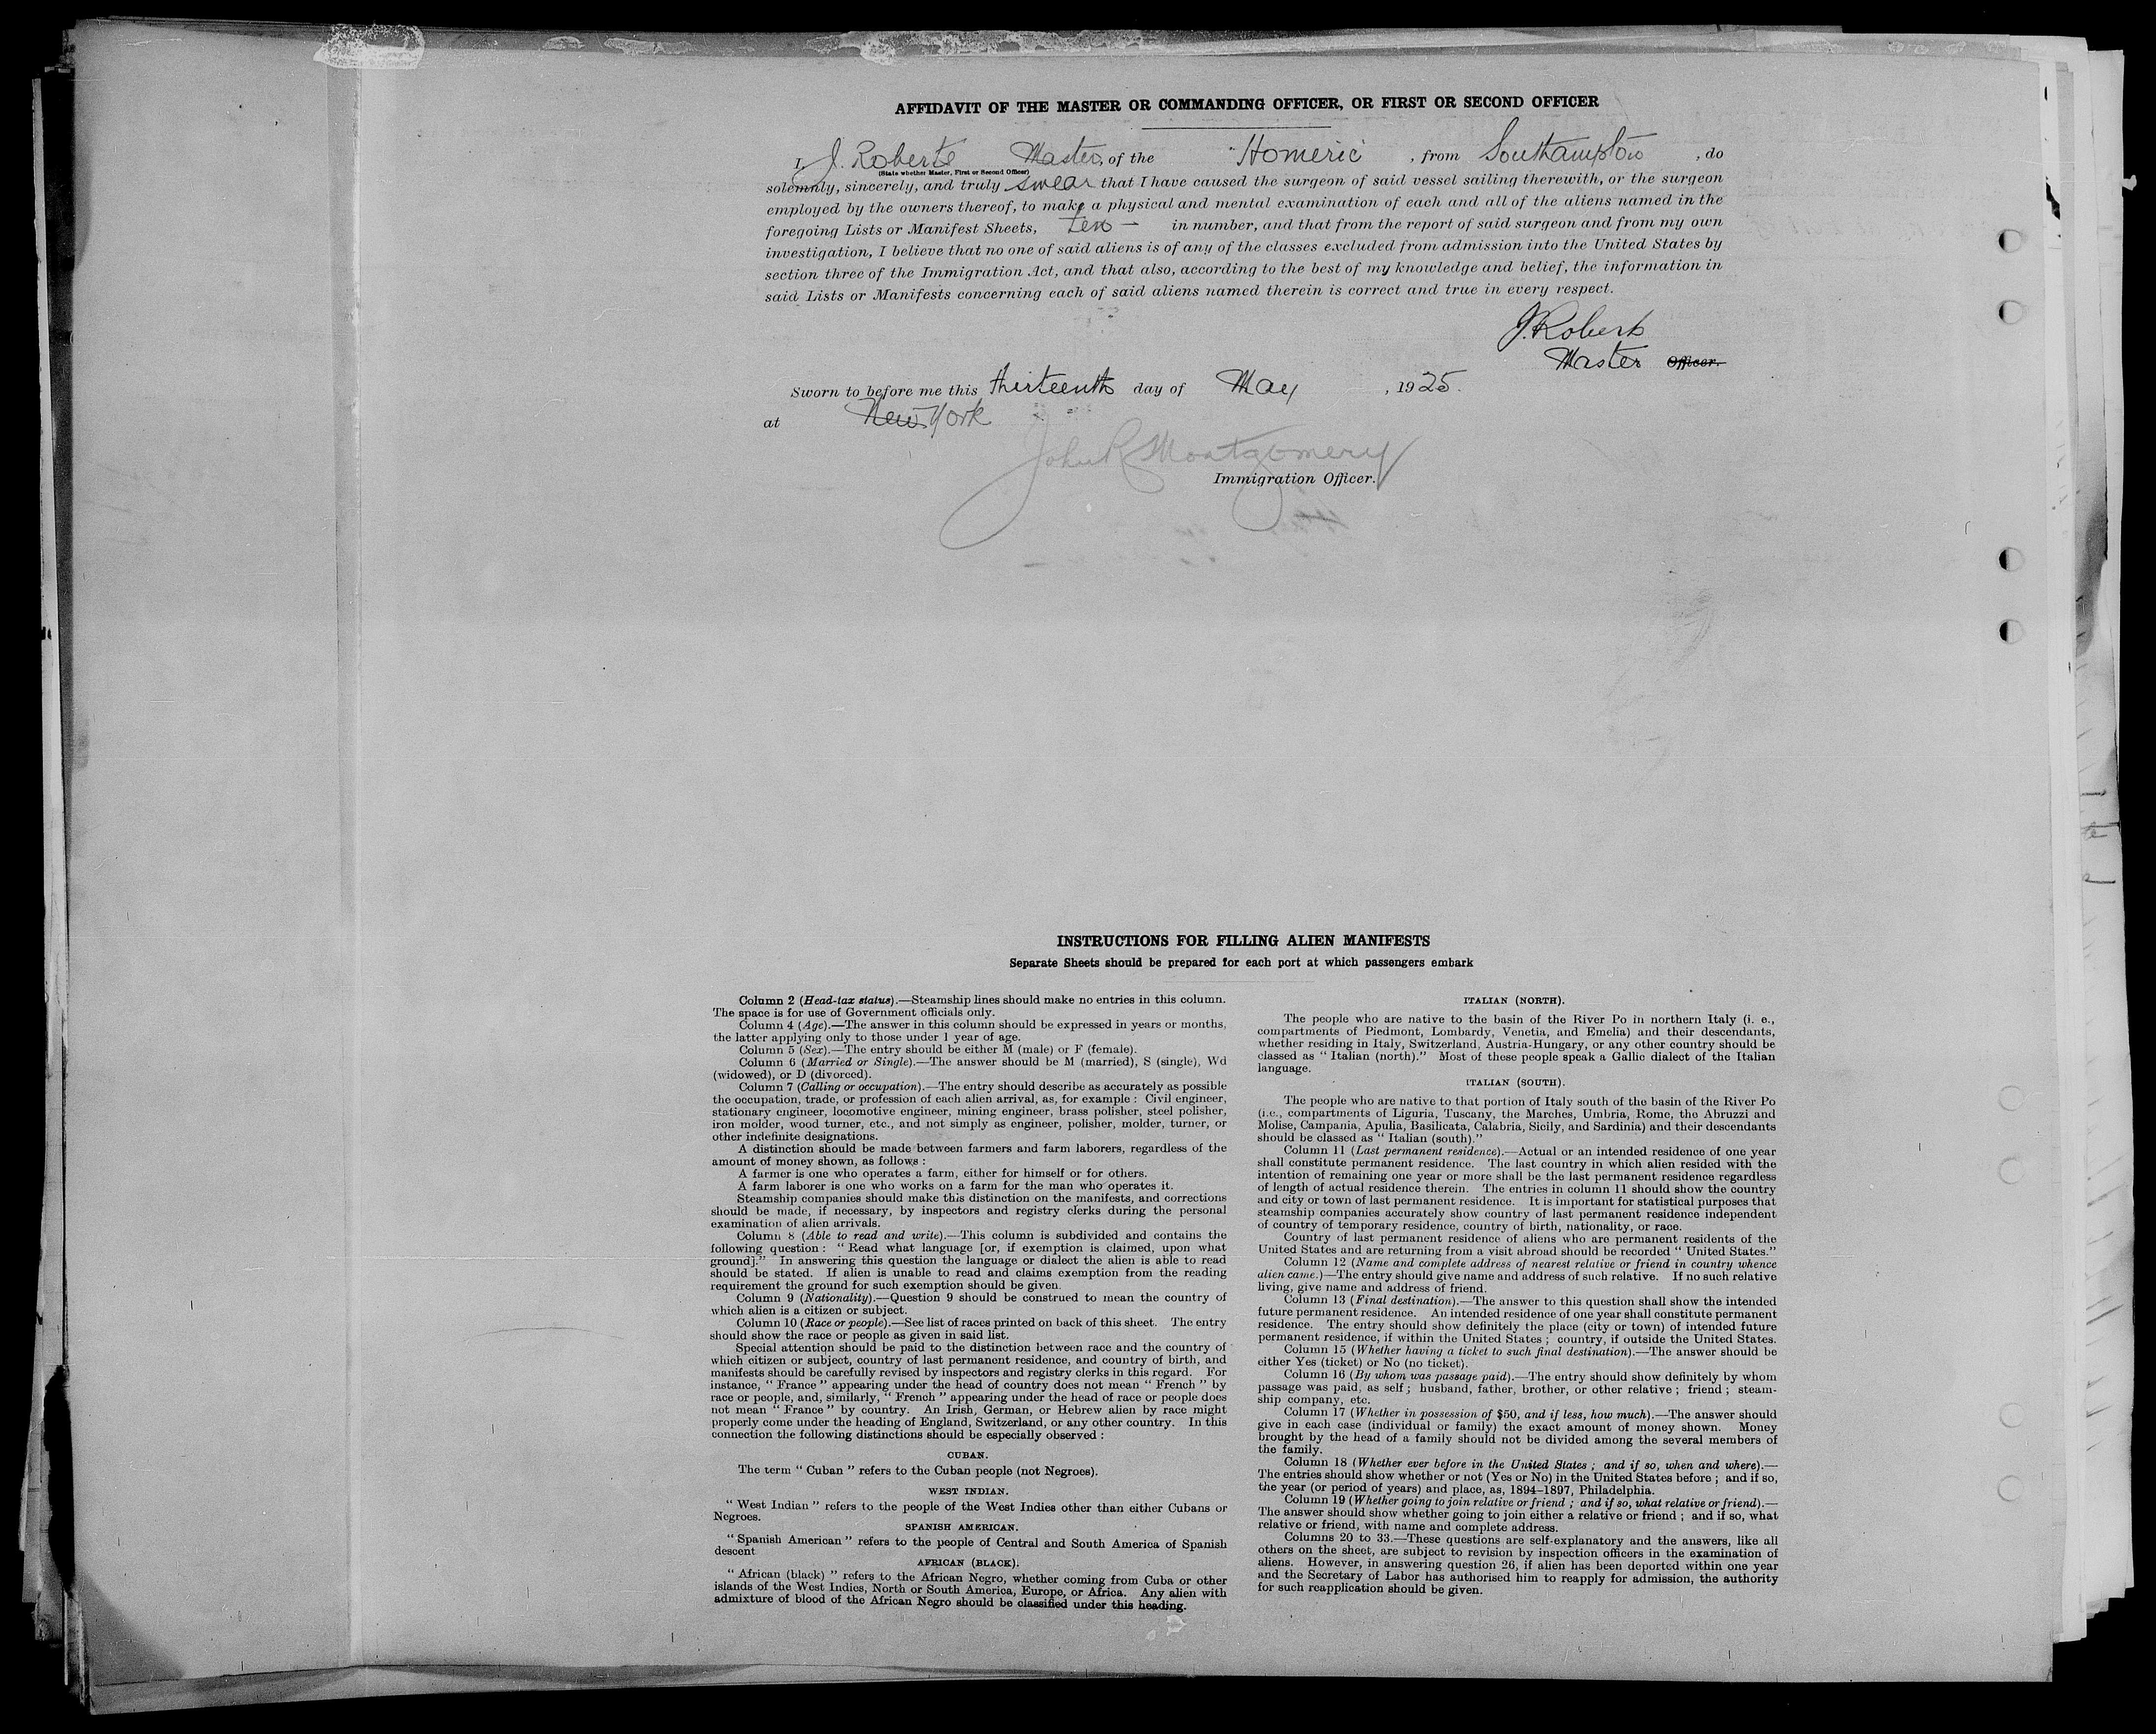 AFFIDAVIT OF THE MASTER OR COMMANDING OFFICER, OR FIRST OR SECOND OFFICER
I, J. Roberts Master, of the "Homeric", from Southampton, do
(State whether Master, First or Second Officer)
solemnly, sincerely, and truly swear that I have caused the surgeon of said vessel sailing therewith, or the surgeon
employed by the owners thereof, to make a physical and mental examination of each and all of the aliens named in the
foregoing Lists or Manifest Sheets, ten — in number, and that from the report of said surgeon and from my own
investigation, I believe that no one of said aliens is of any of the classes excluded from admission into the United States by
section three of the Immigration Act, and that also, according to the best of my knowledge and belief, the information in
said Lists or Manifests concerning each of said aliens named therein is correct and true in every respect.
J. Roberts
Master Officer.
Sworn to before me this thirteenth day of May, 1925.
at New York
John R Montgomery
Immigration Officer.
INSTRUCTIONS FOR FILLING ALIEN MANIFESTS
Separate Sheets should be prepared for each port at which passengers embark
Column 2 (Head-tax status).—Steamship lines should make no entries in this column.
The space is for use of Government officials only.
Column 4 (Age).—The answer in this column should be expressed in years or months,
the latter applying only to those under 1 year of age.
Column 5 (Sex).—The entry should be either M (male) or F (female).
Column 6 (Married or Single).—The answer should be M (married), S (single), Wd
(widowed), or D (divorced).
Column 7 (Calling or occupation).—The entry should describe as accurately as possible
the occupation, trade, or profession of each alien arrival, as, for example : Civil engineer,
stationary engineer, locomotive engineer, mining engineer, brass polisher, steel polisher,
iron molder, wood turner, etc., and not simply as engineer, polisher, molder, turner, or
other indefinite designations.
A distinction should be made between farmers and farm laborers, regardless of the
amount of money shown, as follows :
A farmer is one who operates a farm, either for himself or for others.
A farm laborer is one who works on a farm for the man who operates it.
Steamship companies should make this distinction on the manifests, and corrections
should be made, if necessary, by inspectors and registry clerks during the personal
examination of alien arrivals.
Column 8 (Able to read and write).—This column is subdivided and contains the
following question : "Read what language [or, if exemption is claimed, upon what
ground]." In answering this question the language or dialect the alien is able to read
should be stated. If alien is unable to read and claims exemption from the reading
requirement the ground for such exemption should be given.
Column 9 (Nationality).—Question 9 should be construed to mean the country of
which alien is a citizen or subject.
Column 10 (Race or people).—See list of races printed on back of this sheet. The entry
should show the race or people as given in said list.
Special attention should be paid to the distinction between race and the country of
which citizen or subject, country of last permanent residence, and country of birth, and
manifests should be carefully revised by inspectors and registry clerks in this regard. For
instance, "France" appearing under the head of country does not mean "French" by
race or people, and, similarly, "French" appearing under the head of race or people does
not mean "France" by country. An Irish, German, or Hebrew alien by race might
properly come under the heading of England, Switzerland, or any other country. In this
connection the following distinctions should be especially observed :
CUBAN.
The term "Cuban" refers to the Cuban people (not Negroes).
WEST INDIAN.
"West Indian" refers to the people of the West Indies other than either Cubans or
Negroes.
SPANISH AMERICAN.
"Spanish American" refers to the people of Central and South America of Spanish
descent
AFRICAN (BLACK).
"African (black)" refers to the African Negro, whether coming from Cuba or other
islands of the West Indies, North or South America, Europe, or Africa. Any alien with
admixture of blood of the African Negro should be classified under this heading.
ITALIAN (NORTH).
The people who are native to the basin of the River Po in northern Italy (i. e.,
compartments of Piedmont, Lombardy, Venetia, and Emelia) and their descendants,
whether residing in Italy, Switzerland, Austria-Hungary, or any other country should be
classed as "Italian (north)." Most of these people speak a Gallic dialect of the Italian
language.
ITALIAN (SOUTH).
The people who are native to that portion of Italy south of the basin of the River Po
(i.e., compartments of Liguria, Tuscany, the Marches, Umbria, Rome, the Abruzzi and
Molise, Campania, Apulia, Basilicata, Calabria, Sicily, and Sardinia) and their descendants
should be classed as "Italian (south)."
Column 11 (Last permanent residence).—Actual or an intended residence of one year
shall constitute permanent residence. The last country in which alien resided with the
intention of remaining one year or more shall be the last permanent residence regardless
of length of actual residence therein. The entries in column 11 should show the country
and city or town of last permanent residence. It is important for statistical purposes that
steamship companies accurately show country of last permanent residence independent
of country of temporary residence, country of birth, nationality, or race.
Country of last permanent residence of aliens who are permanent residents of the
United States and are returning from a visit abroad should be recorded "United States."
Column 12 (Name and complete address of nearest relative or friend in country whence
alien came.)—The entry should give name and address of such relative. If no such relative
living, give name and address of friend.
Column 13 (Final destination).—The answer to this question shall show the intended
future permanent residence. An intended residence of one year shall constitute permanent
residence. The entry should show definitely the place (city or town) of intended future
permanent residence, if within the United States ; country, if outside the United States.
Column 15 (Whether having a ticket to such final destination).—The answer should be
either Yes (ticket) or No (no ticket).
Column 16 (By whom was passage paid).—The entry should show definitely by whom
passage was paid, as self ; husband, father, brother, or other relative ; friend ; steam-
ship company, etc.
Column 17 (Whether in possession of $50, and if less, how much).—The answer should
give in each case (individual or family) the exact amount of money shown. Money
brought by the head of a family should not be divided among the several members of
the family.
Column 18 (Whether ever before in the United States ; and if so, when and where).—
The entries should show whether or not (Yes or No) in the United States before ; and if so,
the year (or period of years) and place, as, 1894–1897, Philadelphia.
Column 19 (Whether going to join relative or friend ; and if so, what relative or friend).—
The answer should show whether going to join either a relative or friend ; and if so, what
relative or friend, with name and complete address.
Columns 20 to 33.—These questions are self-explanatory and the answers, like all
others on the sheet, are subject to revision by inspection officers in the examination of
aliens. However, in answering question 26, if alien has been deported within one year
and the Secretary of Labor has authorised him to reapply for admission, the authority
for such reapplication should be given.